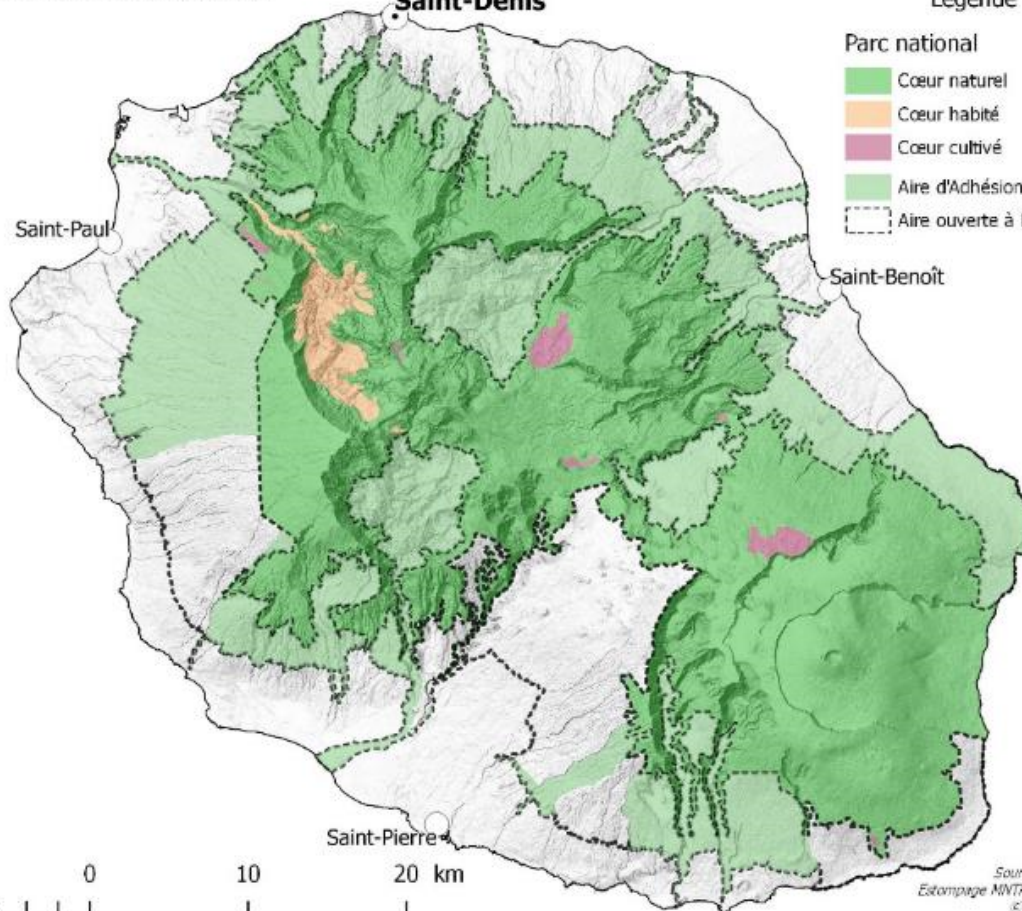 Saint-Denis
Légende
Parc national
Cœur naturel
Cœur habité
Cœur cultivé
Aire d'Adhésion
Aire ouverte à
Saint-Paul
Saint-Benoît
Saint-Pierre
0 10 20 km
Estompage